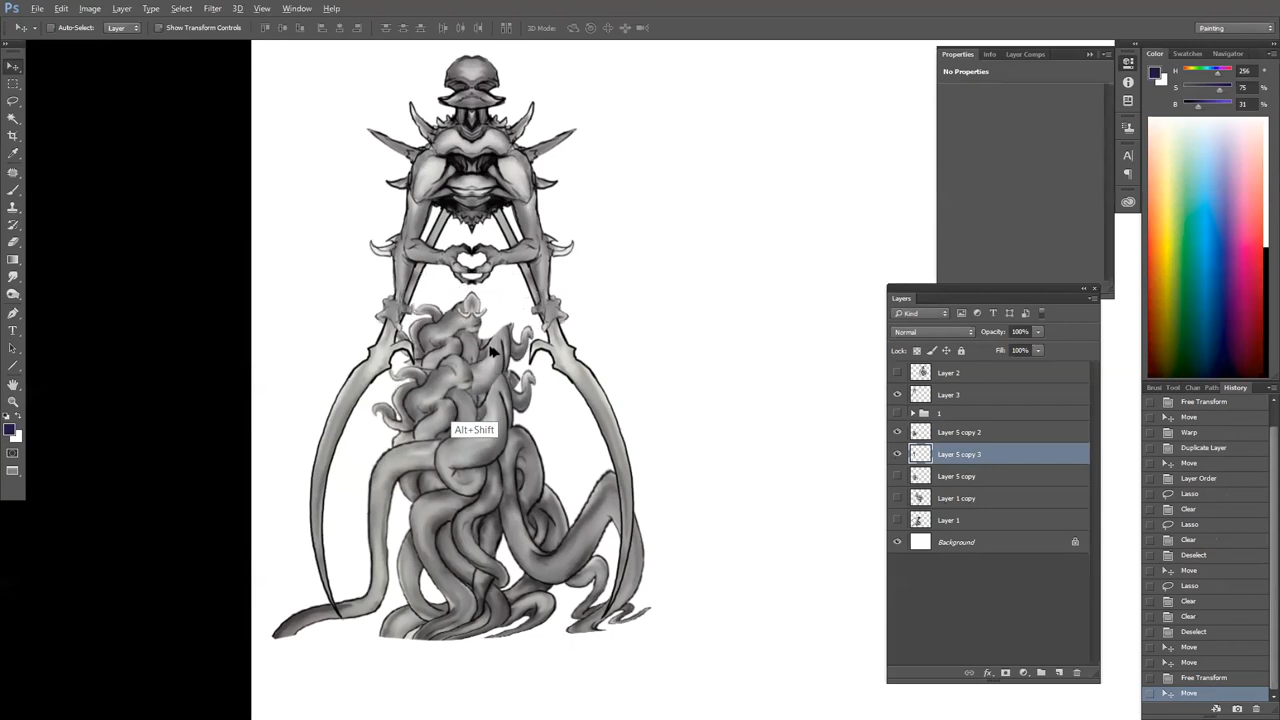 Ps File Edit Image Layer Type Select Filter 3D View Window Help
Auto-Select: Layer Show Transform Controls 3D Mode: Painting
Properties Info Layer Comps
No Properties
Color Swatches Navigator
H 256 °
S 75 %
B 31 %
Alt+Shift
Layers
Kind
Normal Opacity: 100%
Lock: Fill: 100%
Layer 2
Layer 3
1
Layer 5 copy 2
Layer 5 copy 3
Layer 5 copy
Layer 1 copy
Layer 1
Background
Brus Tool Chan Paths History
Free Transform
Move
Warp
Duplicate Layer
Move
Layer Order
Lasso
Clear
Lasso
Clear
Deselect
Move
Lasso
Clear
Clear
Deselect
Move
Move
Free Transform
Move